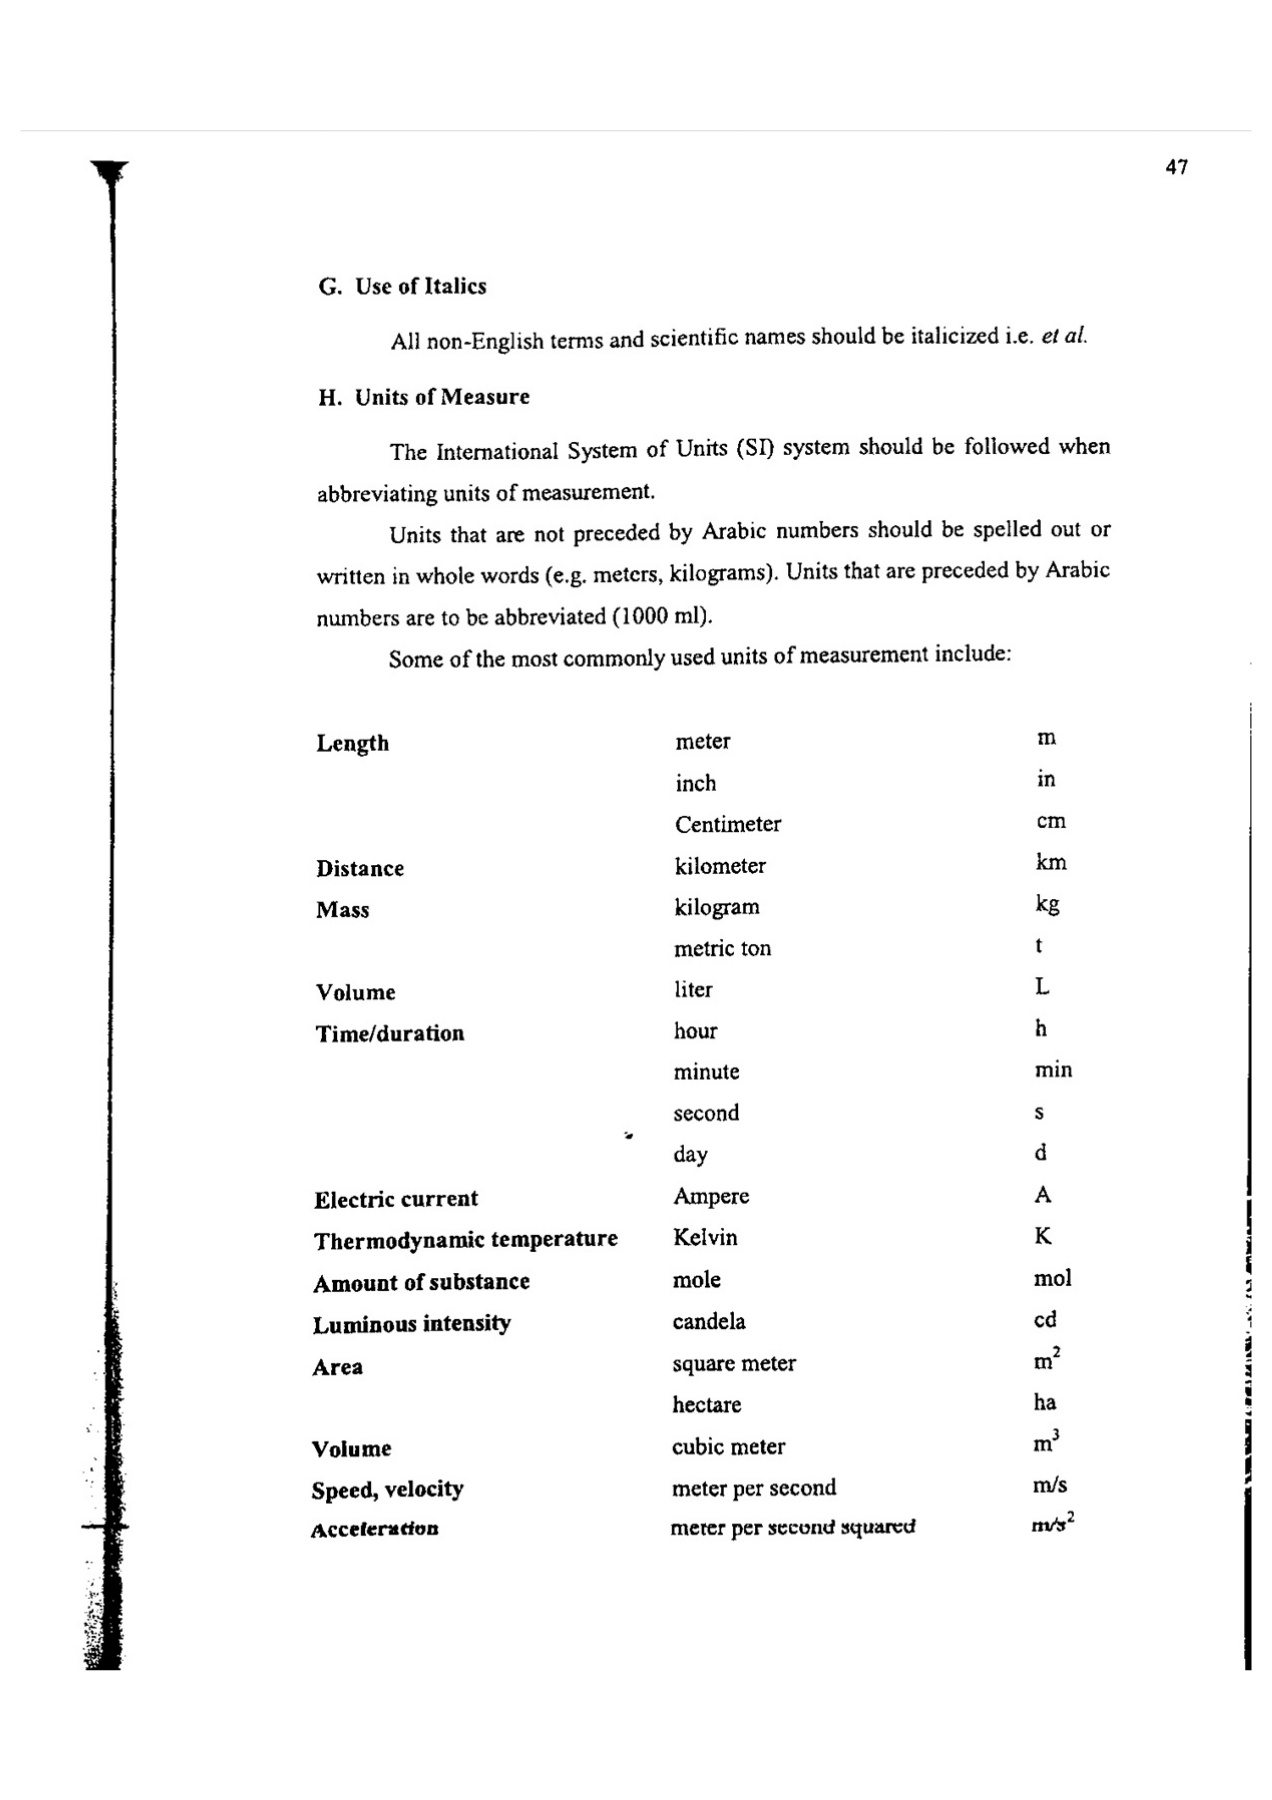 47
G. Use of Italics
All non-English terms and scientific names should be italicized i.e. et al.
H. Units of Measure
The International System of Units (SI) system should be followed when
abbreviating units of measurement.
Units that are not preceded by Arabic numbers should be spelled out or
written in whole words (e.g. meters, kilograms). Units that are preceded by Arabic
numbers are to be abbreviated (1000 ml).
Some of the most commonly used units of measurement include:
Length meter m
inch in
Centimeter cm
Distance kilometer km
Mass kilogram kg
metric ton t
Volume liter L
Time/duration hour h
minute min
second s
day d
Electric current Ampere A
Thermodynamic temperature Kelvin K
Amount of substance mole mol
Luminous intensity candela cd
Area square meter m²
hectare ha
Volume cubic meter m³
Speed, velocity meter per second m/s
Acceleration meter per second squared m/s²